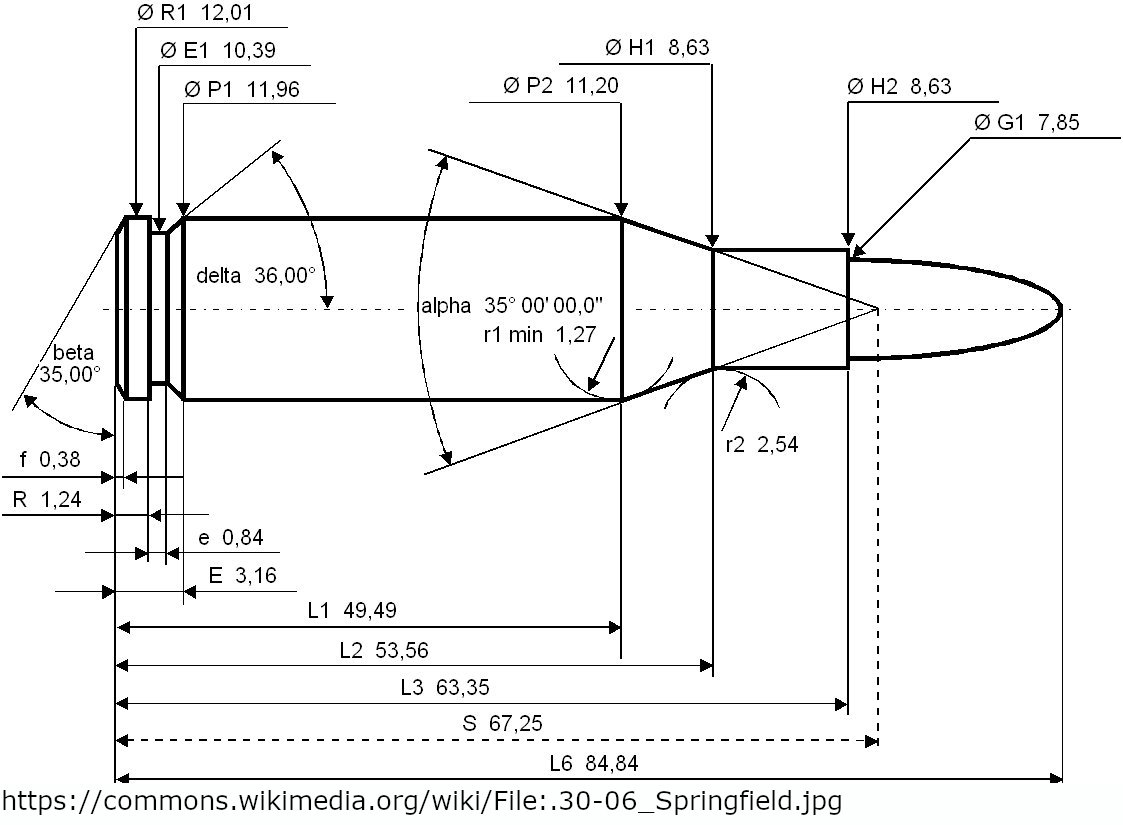 Ø R1 12,01
Ø E1 10,39
Ø P1 11,96
Ø P2 11,20
Ø H1 8,63
Ø H2 8,63
Ø G1 7,85
delta 36,00°
alpha 35° 00' 00,0"
r1 min 1,27
beta
35,00°
r2 2,54
f 0,38
R 1,24
e 0,84
E 3,16
L1 49,49
L2 53,56
L3 63,35
S 67,25
L6 84,84
https://commons.wikimedia.org/wiki/File:.30-06_Springfield.jpg